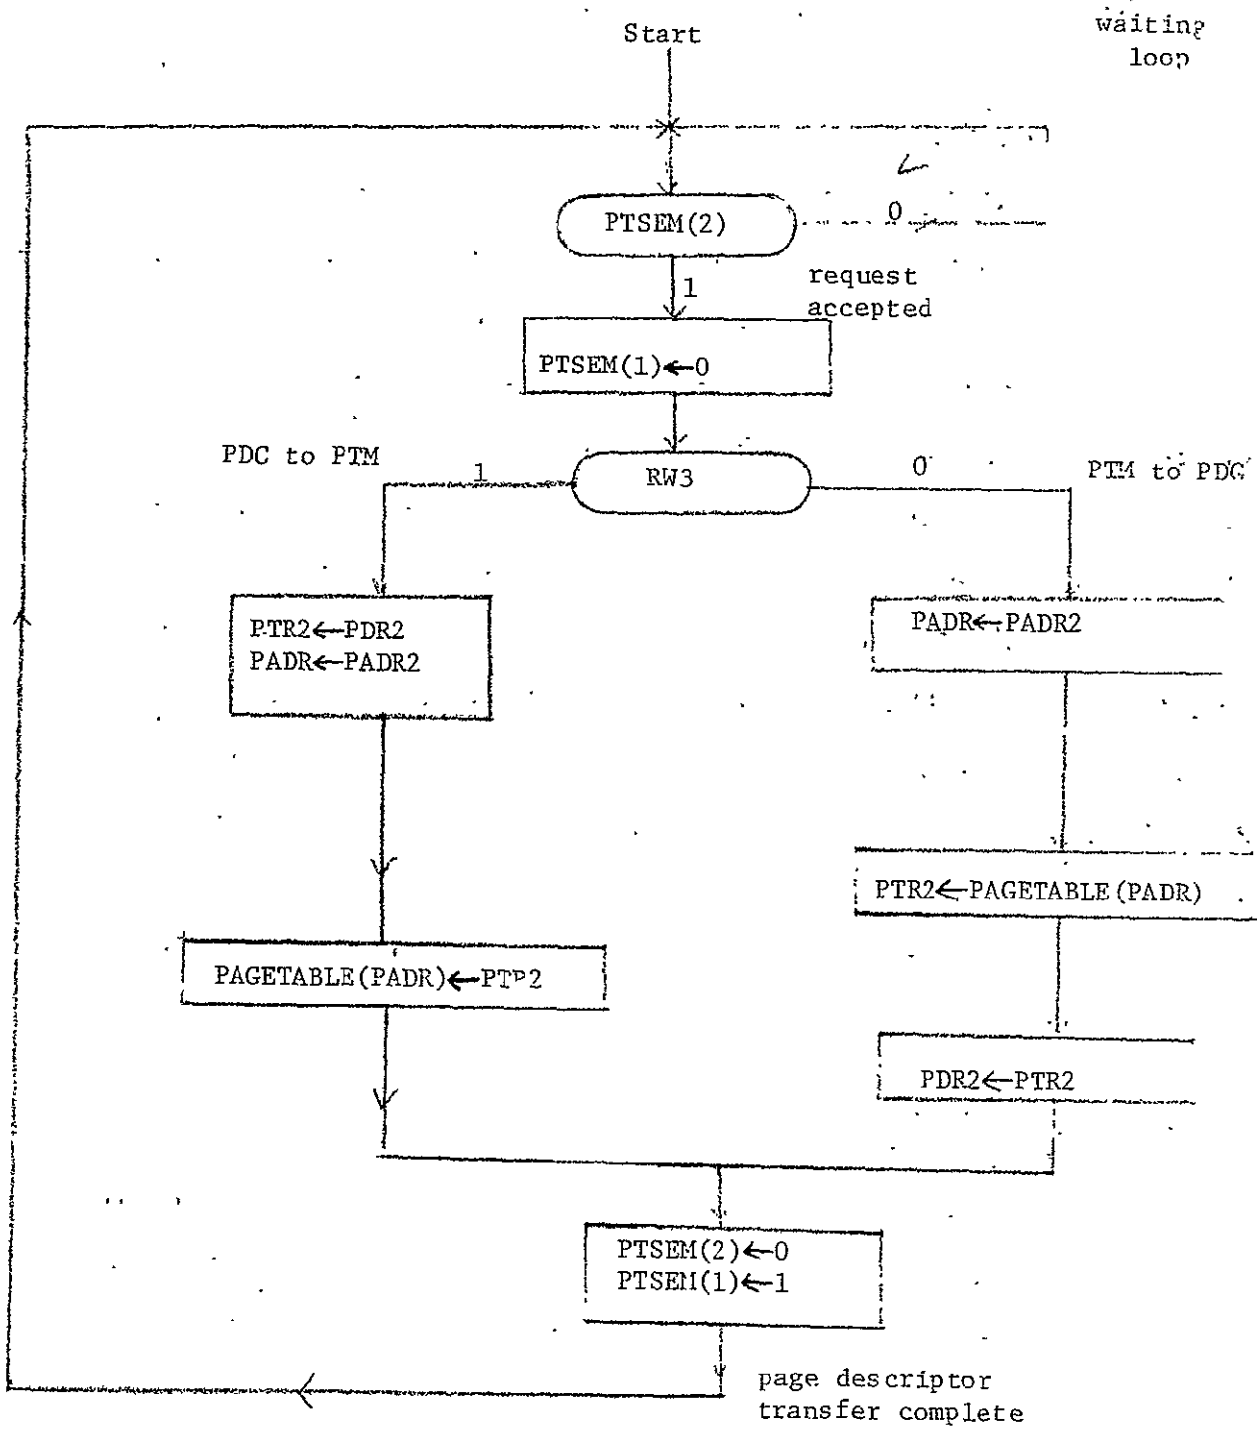 Start
waiting
loop
PTSEM(2)
0
1
request
accepted
PTSEM(1)←0
PDC to PTM
1
RW3
0
PTM to PDC
PTR2←PDR2
PADR←PADR2
PADR←PADR2
PTR2←PAGETABLE(PADR)
PAGETABLE(PADR)←PTR2
PDR2←PTR2
PTSEM(2)←0
PTSEM(1)←1
page descriptor
transfer complete